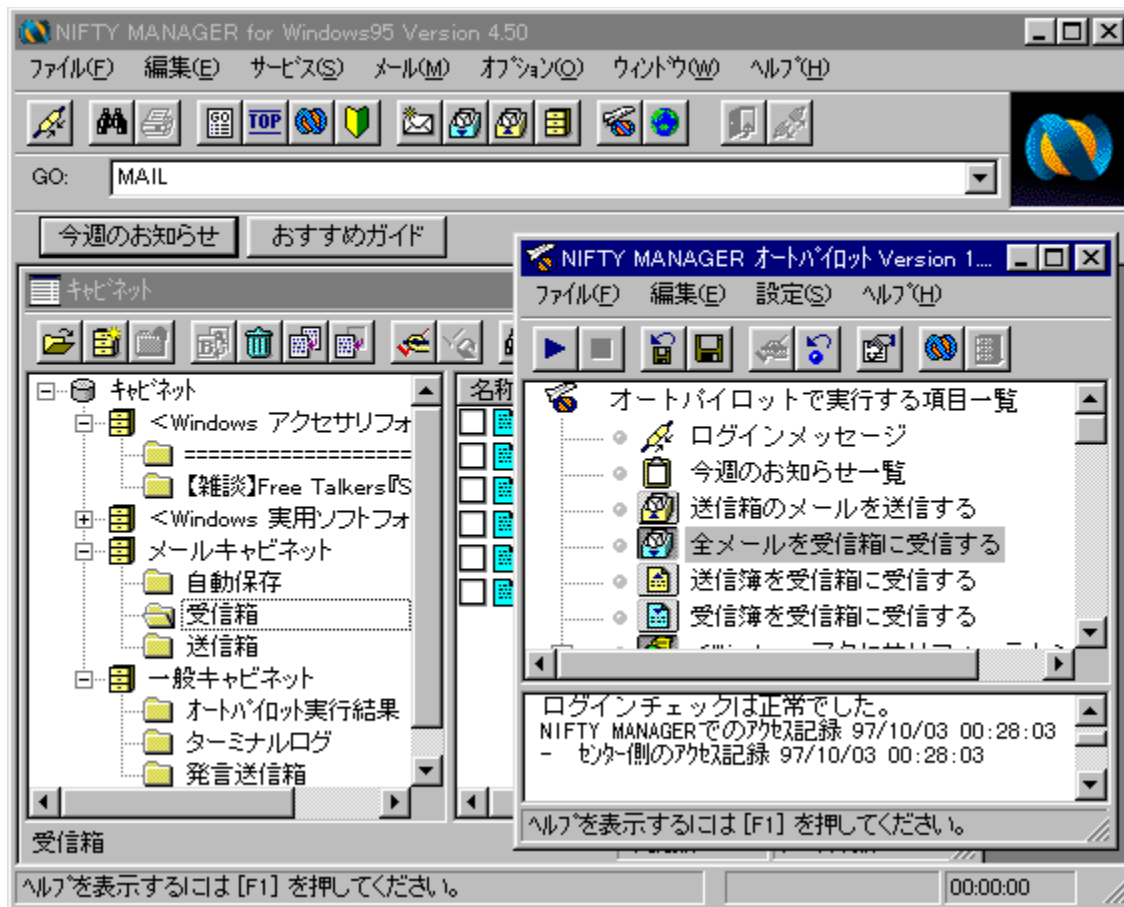 NIFTY MANAGER for Windows95 Version 4.50
ﾌｧｲﾙ(F) 編集(E) ｻｰﾋﾞｽ(S) ﾒｰﾙ(M) ｵﾌﾟｼｮﾝ(O) ｳｨﾝﾄﾞｳ(W) ﾍﾙﾌﾟ(H)
GO TOP
GO: MAIL
今週のお知らせ おすすめガイド
ｷｬﾋﾞﾈｯﾄ
ｷｬﾋﾞﾈｯﾄ
<Windows アクセサリフォ
====================
【雑談】Free Talkers『S
<Windows 実用ソフトフォ
メールキャビネット
自動保存
受信箱
送信箱
一般キャビネット
ｵｰﾄﾊﾟｲﾛｯﾄ実行結果
ターミナルログ
発言送信箱
名称
受信箱
NIFTY MANAGER ｵｰﾄﾊﾟｲﾛｯﾄ Version 1....
ﾌｧｲﾙ(F) 編集(E) 設定(S) ﾍﾙﾌﾟ(H)
オートパイロットで実行する項目一覧
ログインメッセージ
今週のお知らせ一覧
送信箱のメールを送信する
全メールを受信箱に受信する
送信簿を受信箱に受信する
受信簿を受信箱に受信する
ログインチェックは正常でした。
NIFTY MANAGERでのｱｸｾｽ記録 97/10/03 00:28:03
- ｾﾝﾀｰ側のｱｸｾｽ記録 97/10/03 00:28:03
ﾍﾙﾌﾟを表示するには [F1] を押してください。
ﾍﾙﾌﾟを表示するには [F1] を押してください。 00:00:00